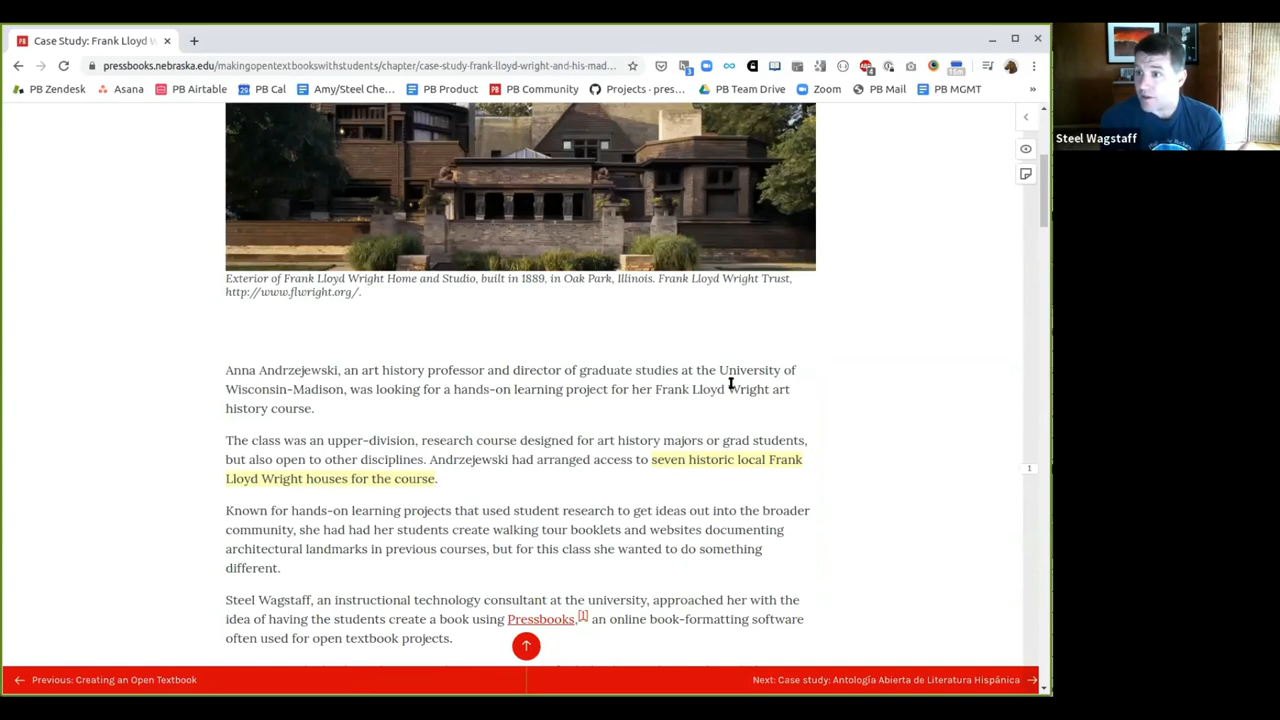 Case Study: Frank Lloyd W
pressbooks.nebraska.edu/makingopentextbookswithstudents/chapter/case-study-frank-lloyd-wright-and-his-mad...
PB Zendesk Asana PB Airtable PB Cal Amy/Steel Che... PB Product PB Community Projects · pres... PB Team Drive Zoom PB Mail PB MGMT »
Steel Wagstaff
Exterior of Frank Lloyd Wright Home and Studio, built in 1889, in Oak Park, Illinois. Frank Lloyd Wright Trust,
http://www.flwright.org/.
Anna Andrzejewski, an art history professor and director of graduate studies at the University of
Wisconsin-Madison, was looking for a hands-on learning project for her Frank Lloyd Wright art
history course.
The class was an upper-division, research course designed for art history majors or grad students,
but also open to other disciplines. Andrzejewski had arranged access to seven historic local Frank
Lloyd Wright houses for the course.
1
Known for hands-on learning projects that used student research to get ideas out into the broader
community, she had had her students create walking tour booklets and websites documenting
architectural landmarks in previous courses, but for this class she wanted to do something
different.
Steel Wagstaff, an instructional technology consultant at the university, approached her with the
idea of having the students create a book using Pressbooks,[1] an online book-formatting software
often used for open textbook projects.
← Previous: Creating an Open Textbook
Next: Case study: Antología Abierta de Literatura Hispánica →